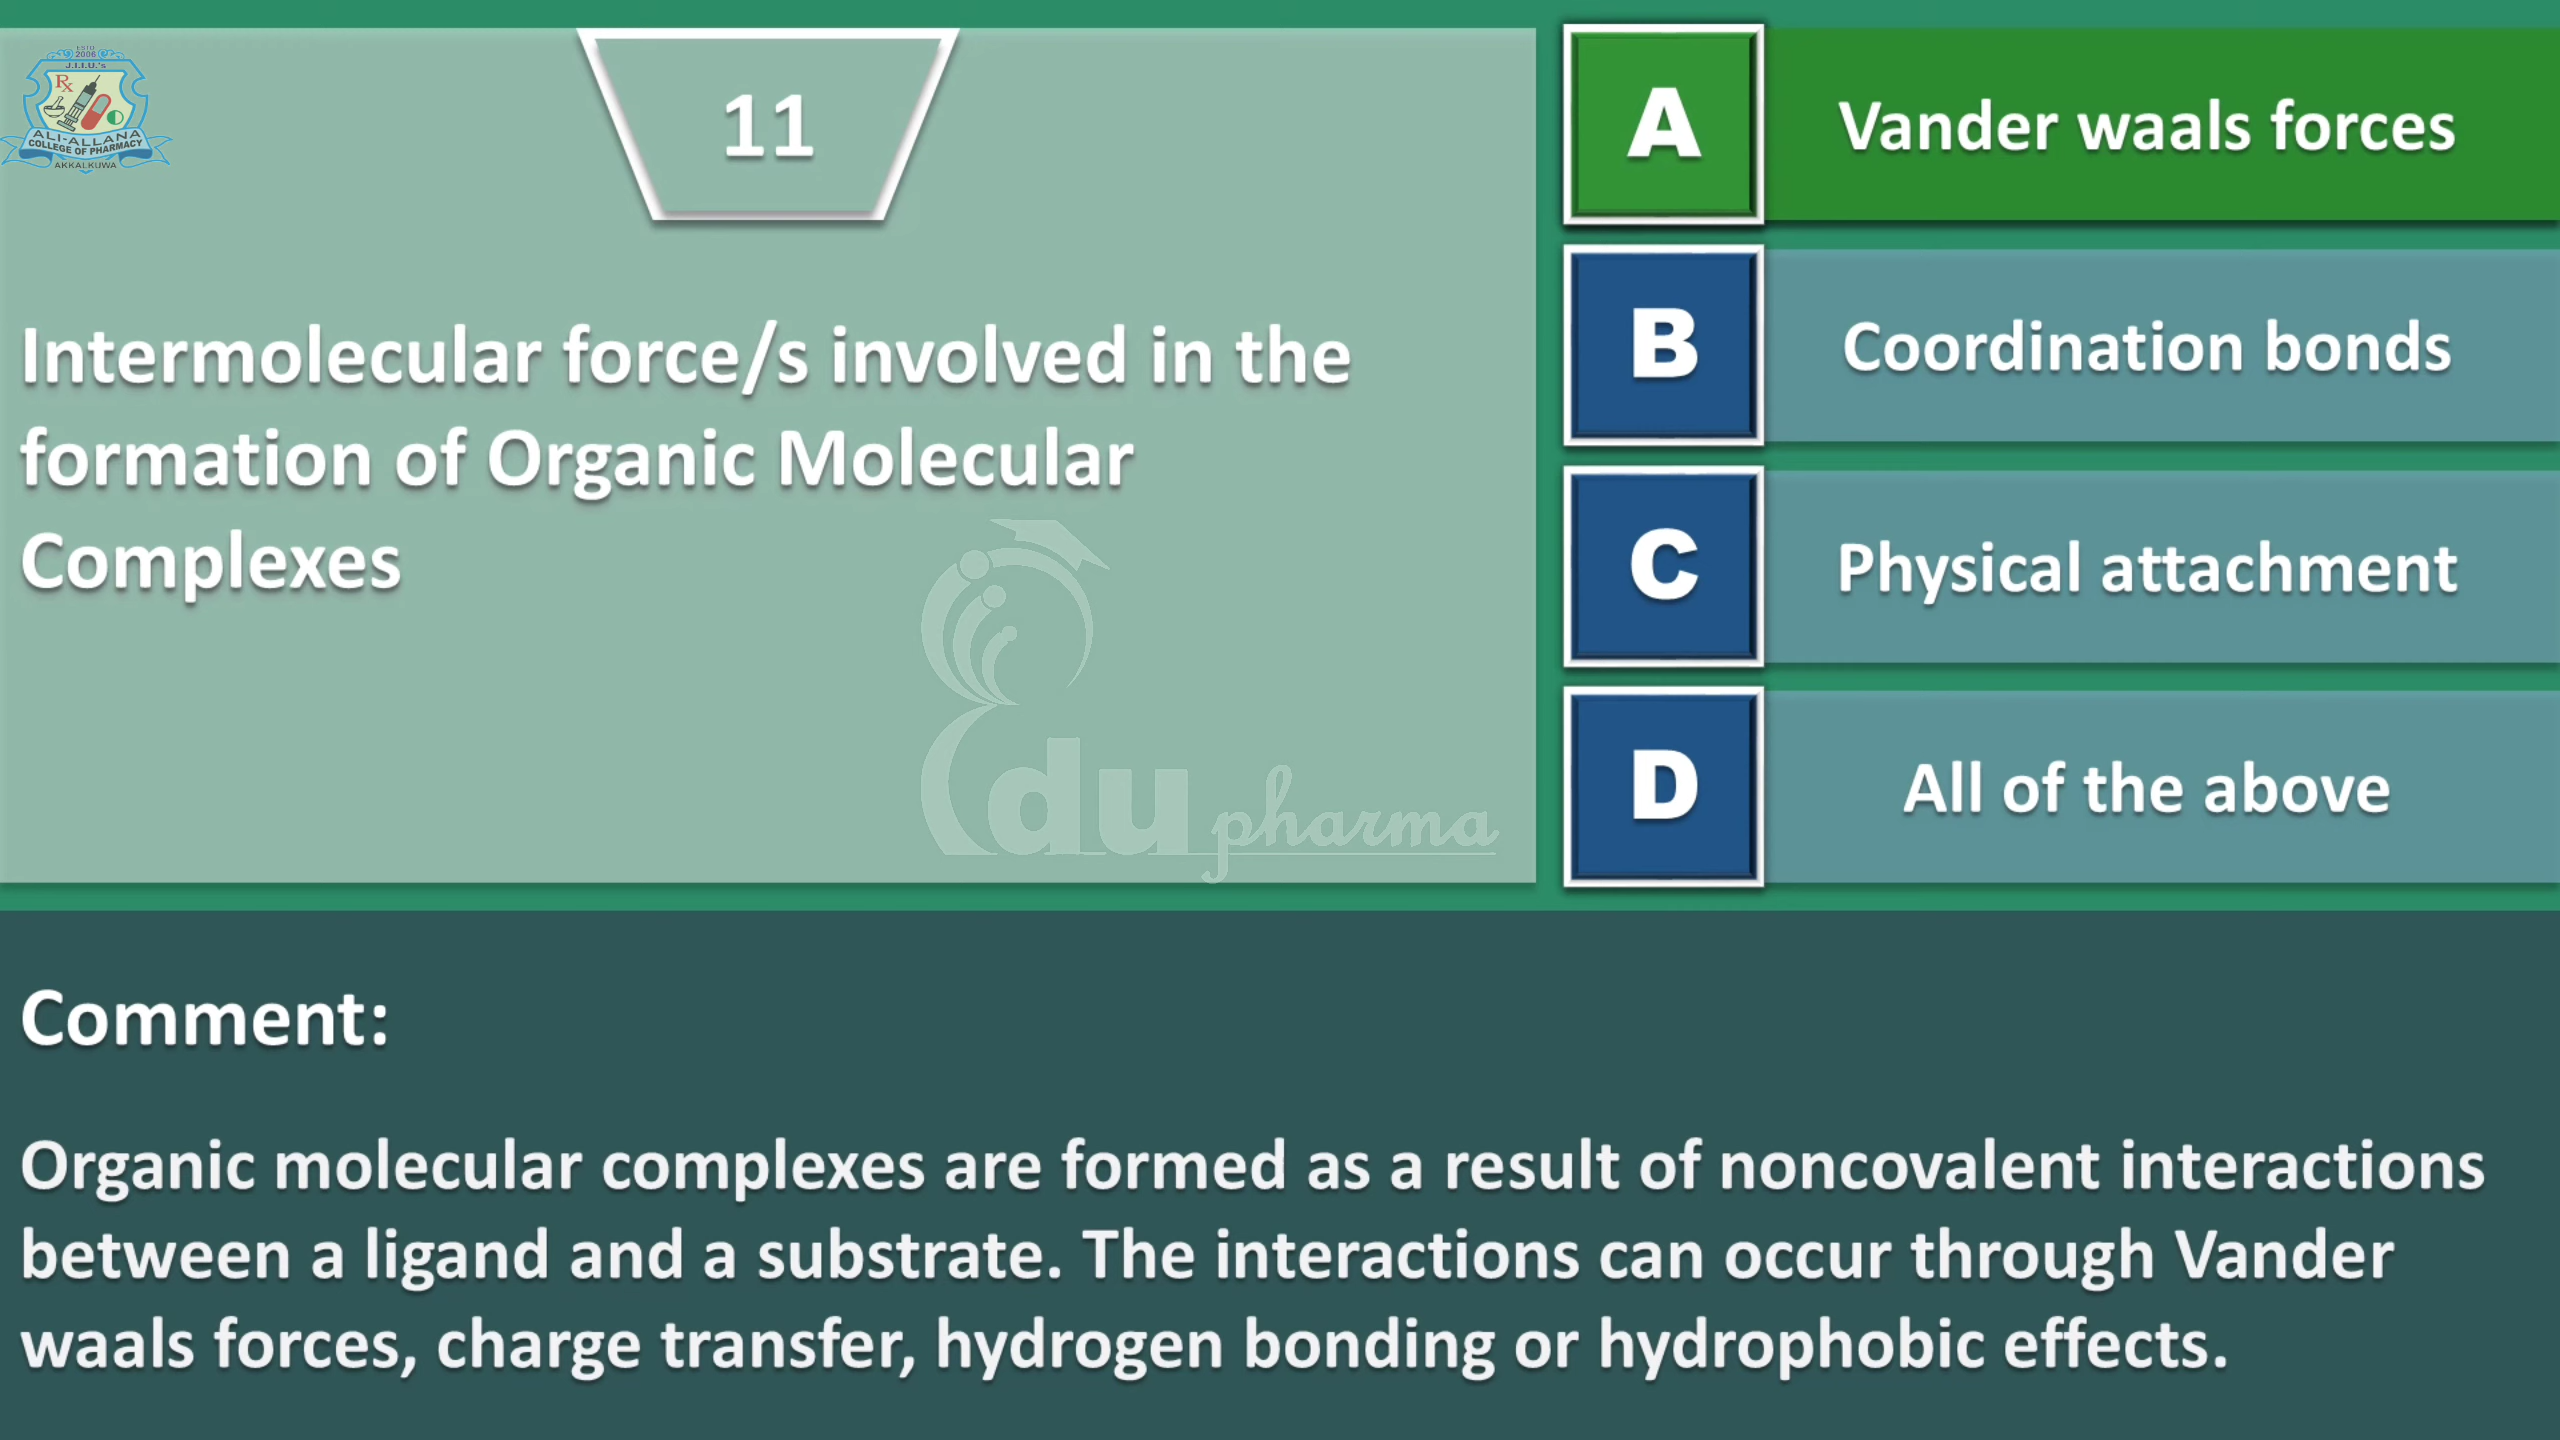 ESTD
2006
J.I.I.U.'s
Rx
ALI-ALLANA
COLLEGE OF PHARMACY
AKKALKUWA
11
Intermolecular force/s involved in the
formation of Organic Molecular
Complexes
Edu pharma
A
Vander waals forces
B
Coordination bonds
C
Physical attachment
D
All of the above
Comment:
Organic molecular complexes are formed as a result of noncovalent interactions
between a ligand and a substrate. The interactions can occur through Vander
waals forces, charge transfer, hydrogen bonding or hydrophobic effects.